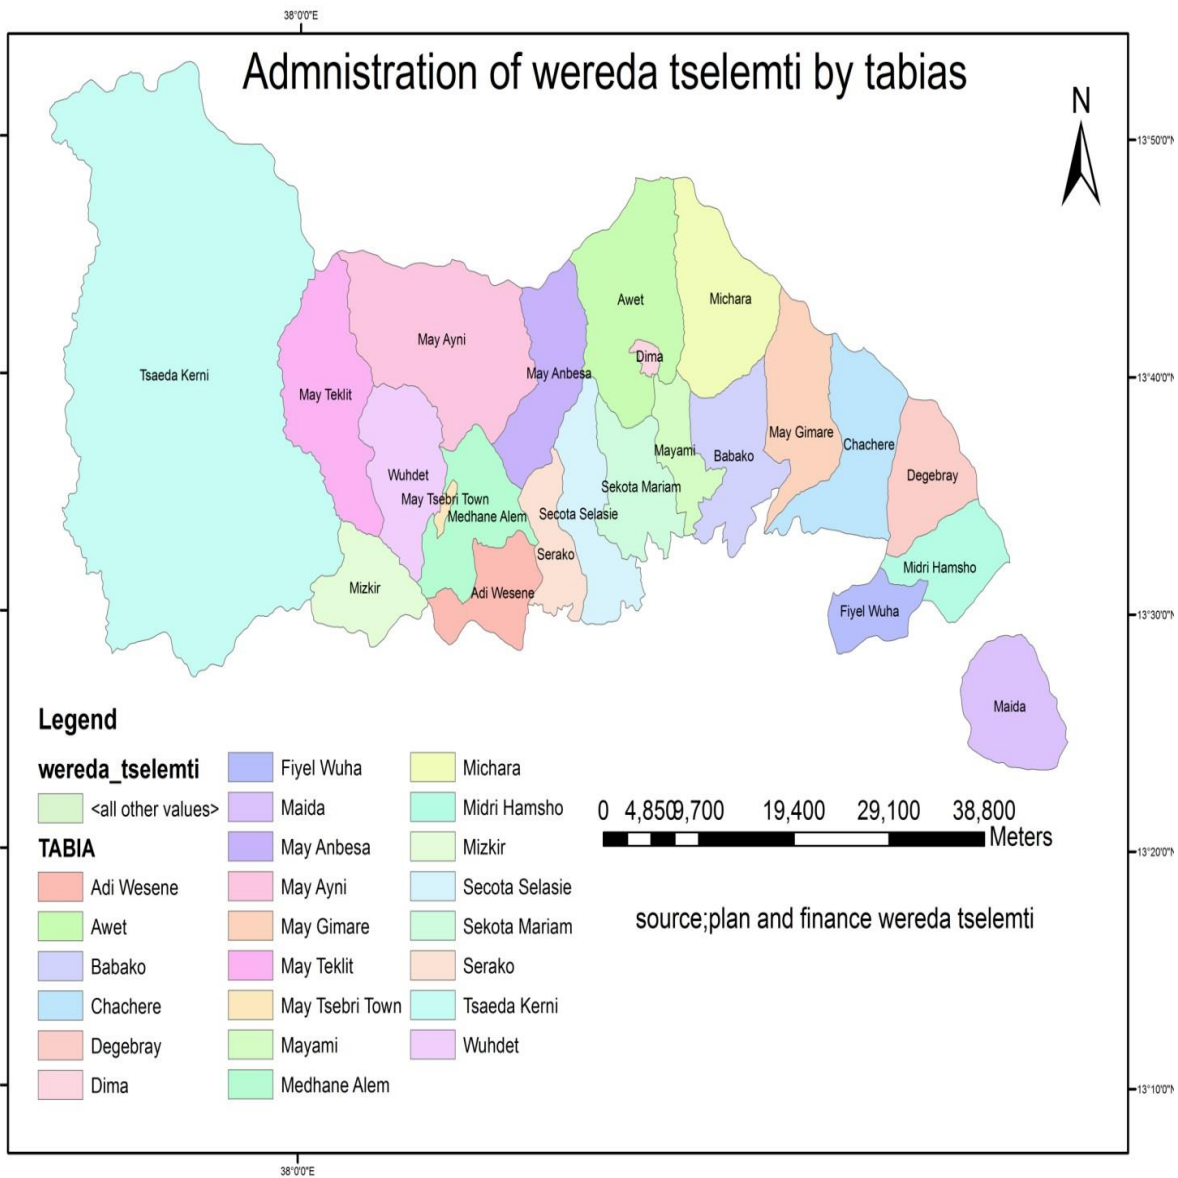 38°0'0"E
Admnistration of wereda tselemti by tabias
N
13°50'0"N
13°40'0"N
13°30'0"N
13°20'0"N
13°10'0"N
Tsaeda Kerni
May Teklit
May Ayni
May Anbesa
Awet
Dima
Michara
Wuhdet
May Tsebri Town
Medhane Alem
Mizkir
Adi Wesene
Serako
Secota Selasie
Sekota Mariam
Mayami
Babako
May Gimare
Chachere
Degebray
Midri Hamsho
Fiyel Wuha
Maida
Legend
wereda_tselemti
<all other values>
TABIA
Adi Wesene
Awet
Babako
Chachere
Degebray
Dima
Fiyel Wuha
Maida
May Anbesa
May Ayni
May Gimare
May Teklit
May Tsebri Town
Mayami
Medhane Alem
Michara
Midri Hamsho
Mizkir
Secota Selasie
Sekota Mariam
Serako
Tsaeda Kerni
Wuhdet
0 4,850 9,700 19,400 29,100 38,800
Meters
source;plan and finance wereda tselemti
38°0'0"E